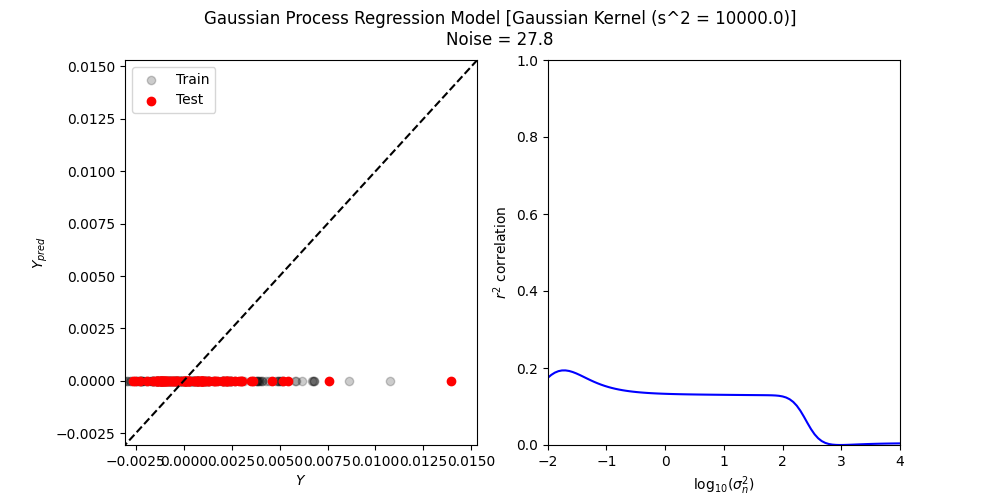 Gaussian Process Regression Model [Gaussian Kernel (s^2 = 10000.0)]
Noise = 27.8
0.0150
0.0125
0.0100
0.0075
0.0050
0.0025
0.0000
−0.0025
Y_pred
Train
Test
−0.0025 0.0000 0.0025 0.0050 0.0075 0.0100 0.0125 0.0150
Y
1.0
0.8
0.6
0.4
0.2
0.0
r² correlation
−2 −1 0 1 2 3 4
log₁₀(σₙ²)